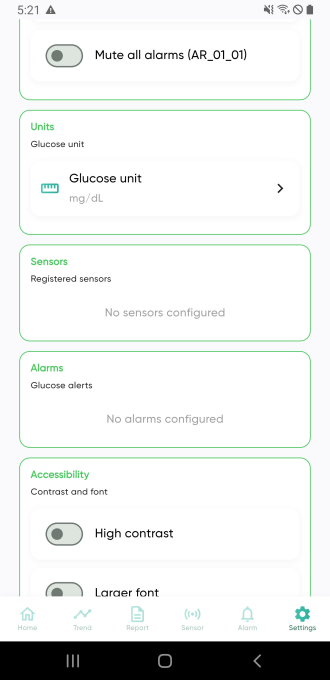 5:21
Mute all alarms (AR_01_01)
Units
Glucose unit
Glucose unit
mg/dL
Sensors
Registered sensors
No sensors configured
Alarms
Glucose alerts
No alarms configured
Accessibility
Contrast and font
High contrast
Larger font
Home Trend Report Sensor Alarm Settings